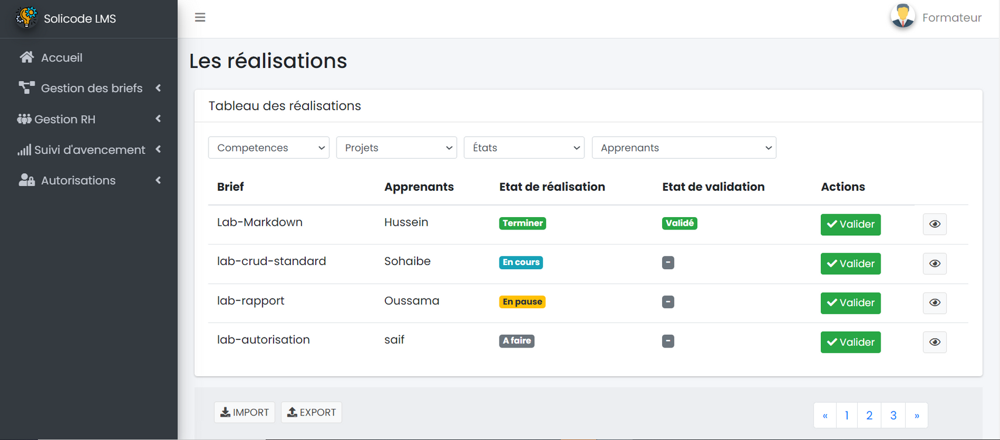 Solicode LMS
Formateur
Accueil
Gestion des briefs
Gestion RH
Suivi d'avencement
Autorisations
Les réalisations
Tableau des réalisations
Competences Projets États Apprenants
Brief Apprenants Etat de réalisation Etat de validation Actions
Lab-Markdown Hussein Terminer Validé Valider
lab-crud-standard Sohaibe En cours - Valider
lab-rapport Oussama En pause - Valider
lab-autorisation saif A faire - Valider
IMPORT EXPORT « 1 2 3 »